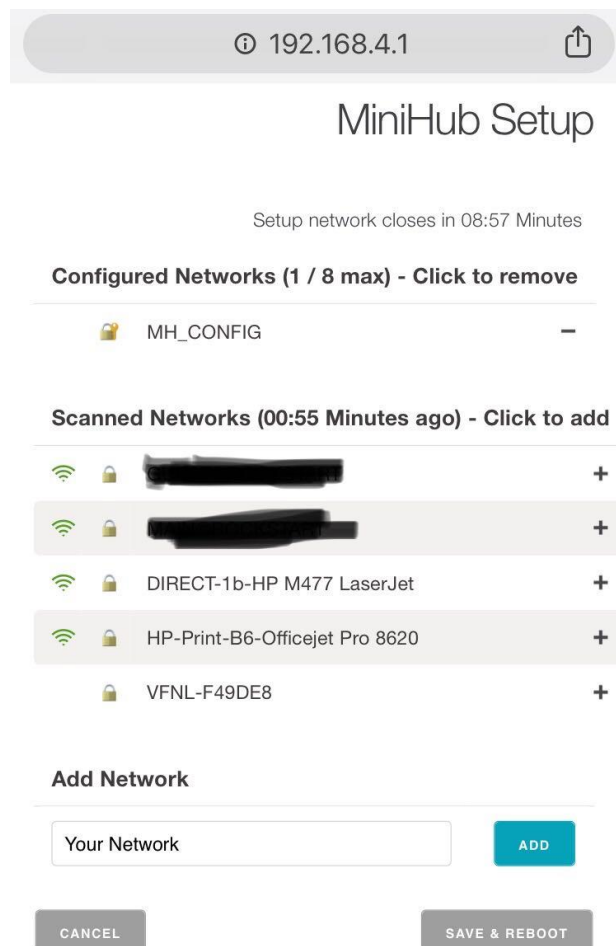 192.168.4.1
MiniHub Setup
Setup network closes in 08:57 Minutes
Configured Networks (1 / 8 max) - Click to remove
MH_CONFIG
Scanned Networks (00:55 Minutes ago) - Click to add
DIRECT-1b-HP M477 LaserJet
HP-Print-B6-Officejet Pro 8620
VFNL-F49DE8
Add Network
Your Network
ADD
CANCEL
SAVE & REBOOT